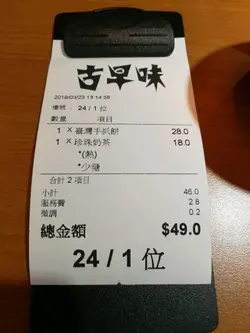 古早味
2019/03/23 13:14:56
檯號： 24 / 1 位
數量 項目
1 X 臺灣手抓餅 28.0
1 X 珍珠奶茶 18.0
*(熱)
*少糖
合計 2 項目
小計 46.0
服務費 2.8
微調 0.2
總金額 $49.0
24 / 1 位